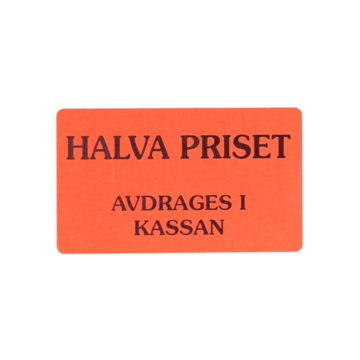 HALVA PRISET
AVDRAGES I
KASSAN